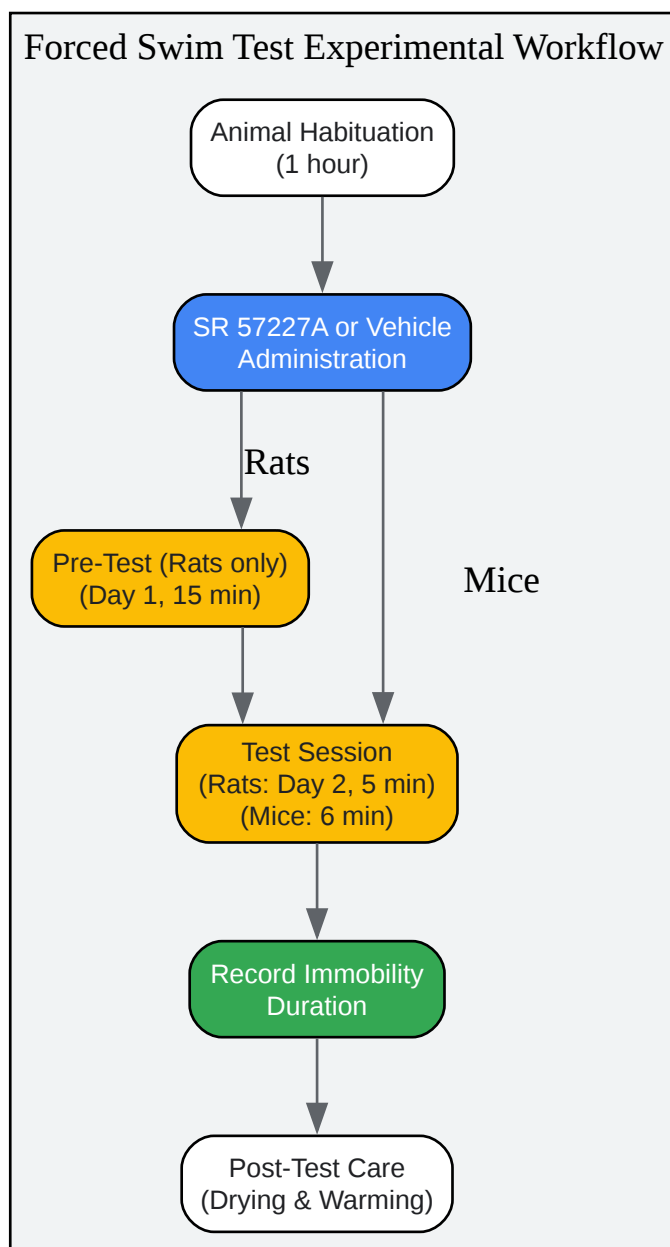 Forced Swim Test Experimental Workflow
Animal Habituation
(1 hour)
SR 57227A or Vehicle
Administration
Rats
Pre-Test (Rats only)
(Day 1, 15 min)
Mice
Test Session
(Rats: Day 2, 5 min)
(Mice: 6 min)
Record Immobility
Duration
Post-Test Care
(Drying & Warming)